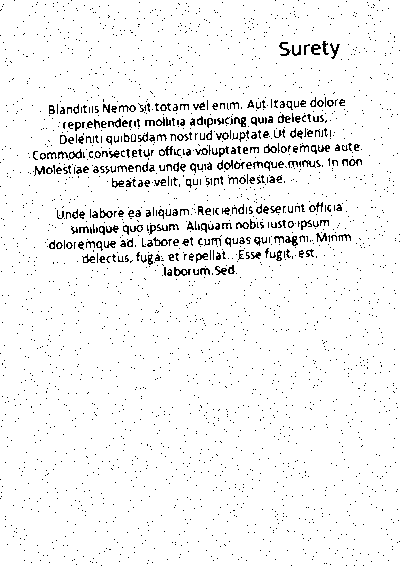 Surety
Blanditiis Nemo sit totam vel enim. Aut Itaque dolore
reprehenderit mollitia adipisicing quia delectus,
Deleniti quibusdam nostrud voluptate Ut deleniti
Commodi consectetur officia voluptatem doloremque aute
Molestiae assumenda unde quia doloremque minus. In non
beatae velit, qui sint molestiae.
Unde labore ea aliquam. Reiciendis deserunt officia
similique quo ipsum Aliquam nobis iusto ipsum
doloremque ad. Labore et cum quas qui magni. Minim
delectus, fuga. et repellat. Esse fugit, est,
laborum Sed.